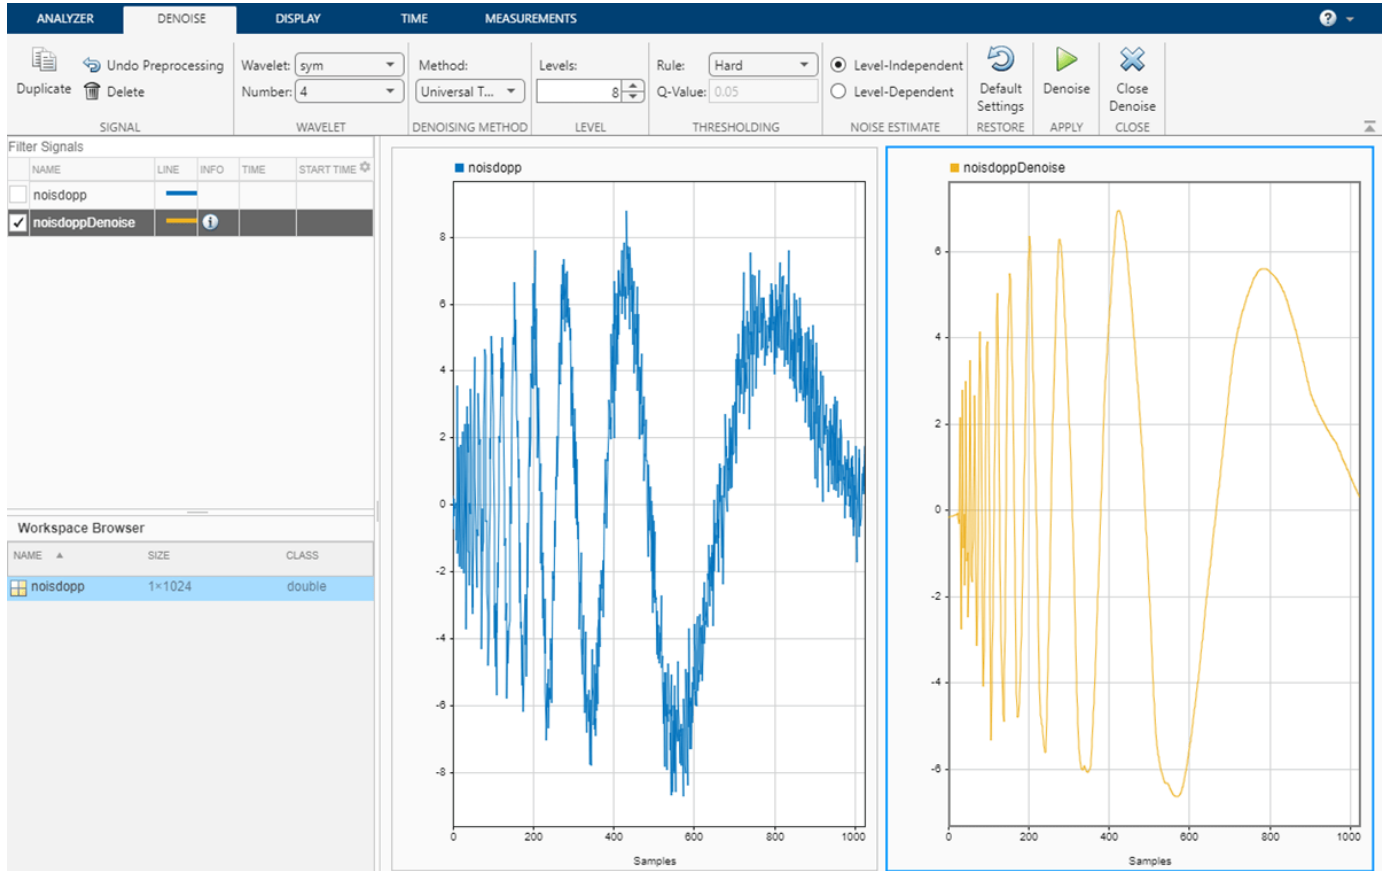 ANALYZER DENOISE DISPLAY TIME MEASUREMENTS ?
Undo Preprocessing Wavelet: sym Method: Levels: Rule: Hard Level-Independent
Duplicate Delete Number: 4 Universal T... 8 Q-Value: 0.05 Level-Dependent Default Settings Denoise Close Denoise
SIGNAL WAVELET DENOISING METHOD LEVEL THRESHOLDING NOISE ESTIMATE RESTORE APPLY CLOSE
Filter Signals
NAME LINE INFO TIME START TIME
noisdopp
noisdoppDenoise i
Workspace Browser
NAME SIZE CLASS
noisdopp 1×1024 double
noisdopp
8
6
4
2
0
-2
-4
-6
-8
0 200 400 600 800 1000
Samples
noisdoppDenoise
6
4
2
0
-2
-4
-6
0 200 400 600 800 1000
Samples